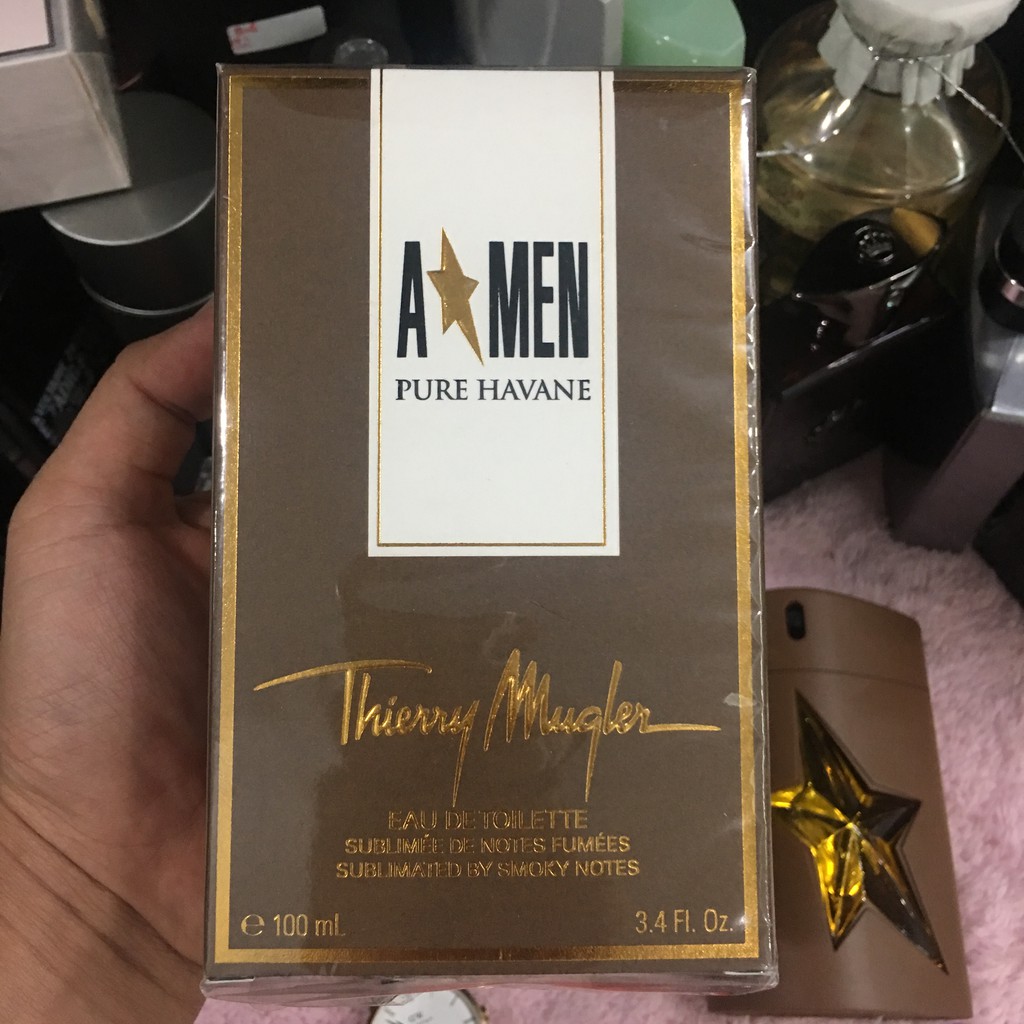 A★MEN
PURE HAVANE
Thierry Mugler
EAU DE TOILETTE
SUBLIMÉE DE NOTES FUMÉES
SUBLIMATED BY SMOKY NOTES
℮ 100 mL 3.4 Fl. Oz.